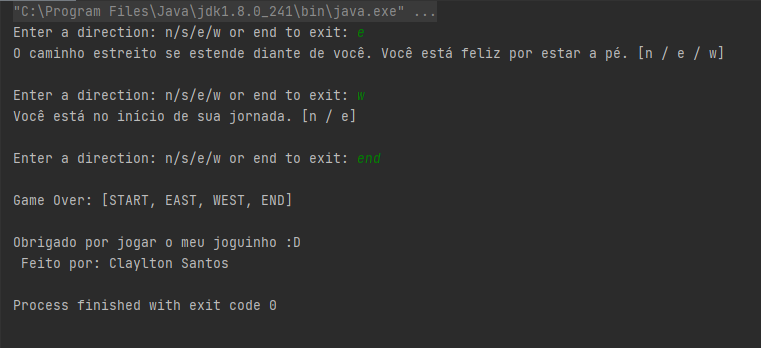 "C:\Program Files\Java\jdk1.8.0_241\bin\java.exe" ...
Enter a direction: n/s/e/w or end to exit: e
O caminho estreito se estende diante de você. Você está feliz por estar a pé. [n / e / w]
Enter a direction: n/s/e/w or end to exit: w
Você está no início de sua jornada. [n / e]
Enter a direction: n/s/e/w or end to exit: end
Game Over: [START, EAST, WEST, END]
Obrigado por jogar o meu joguinho :D
Feito por: Claylton Santos
Process finished with exit code 0